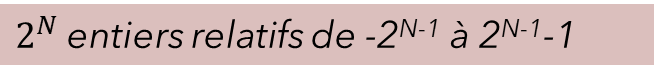 2^N entiers relatifs de -2^{N-1} à 2^{N-1}-1